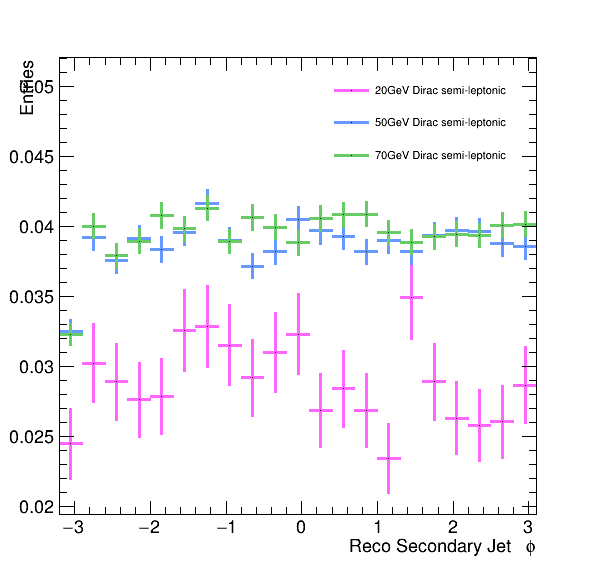 Entries
0.05
0.045
0.04
0.035
0.03
0.025
0.02
20GeV Dirac semi-leptonic
50GeV Dirac semi-leptonic
70GeV Dirac semi-leptonic
−3 −2 −1 0 1 2 3
Reco Secondary Jet ϕ